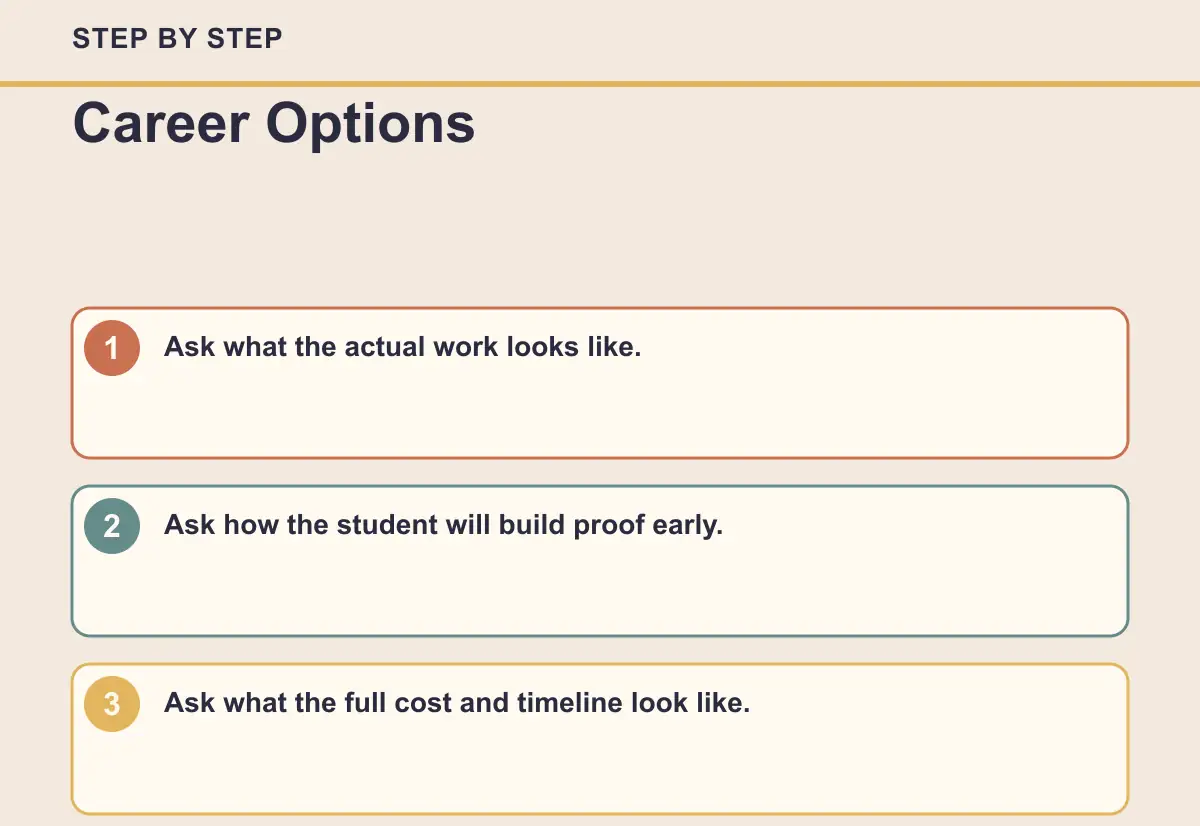 STEP BY STEP
Career Options
1 Ask what the actual work looks like.
2 Ask how the student will build proof early.
3 Ask what the full cost and timeline look like.